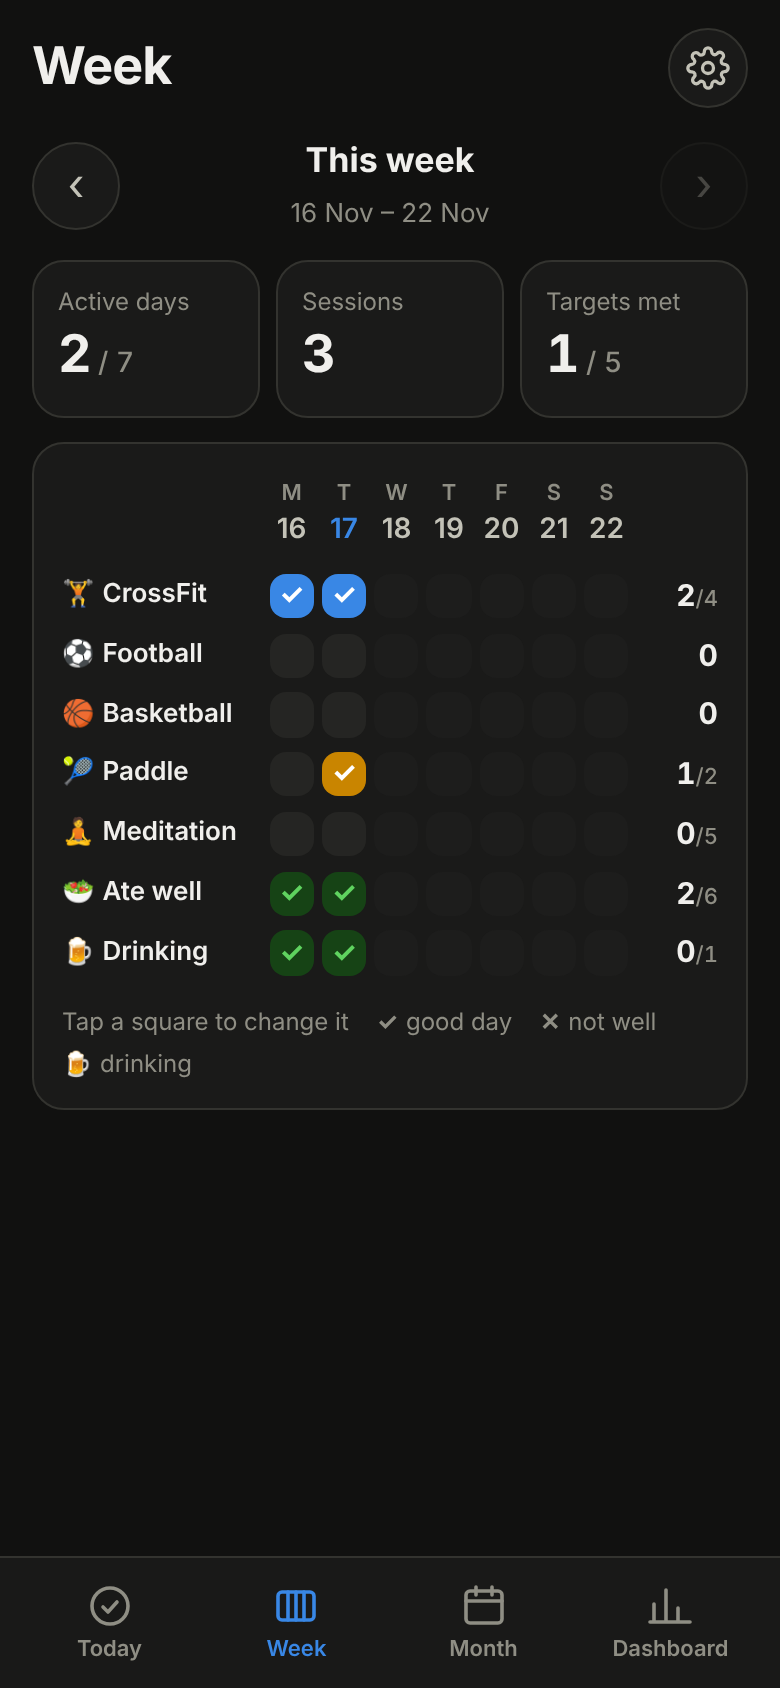 Week
This week
16 Nov – 22 Nov
Active days
2 / 7
Sessions
3
Targets met
1 / 5
M T W T F S S
16 17 18 19 20 21 22
CrossFit 2/4
Football 0
Basketball 0
Paddle 1/2
Meditation 0/5
Ate well 2/6
Drinking 0/1
Tap a square to change it ✓ good day ✕ not well
drinking
Today Week Month Dashboard